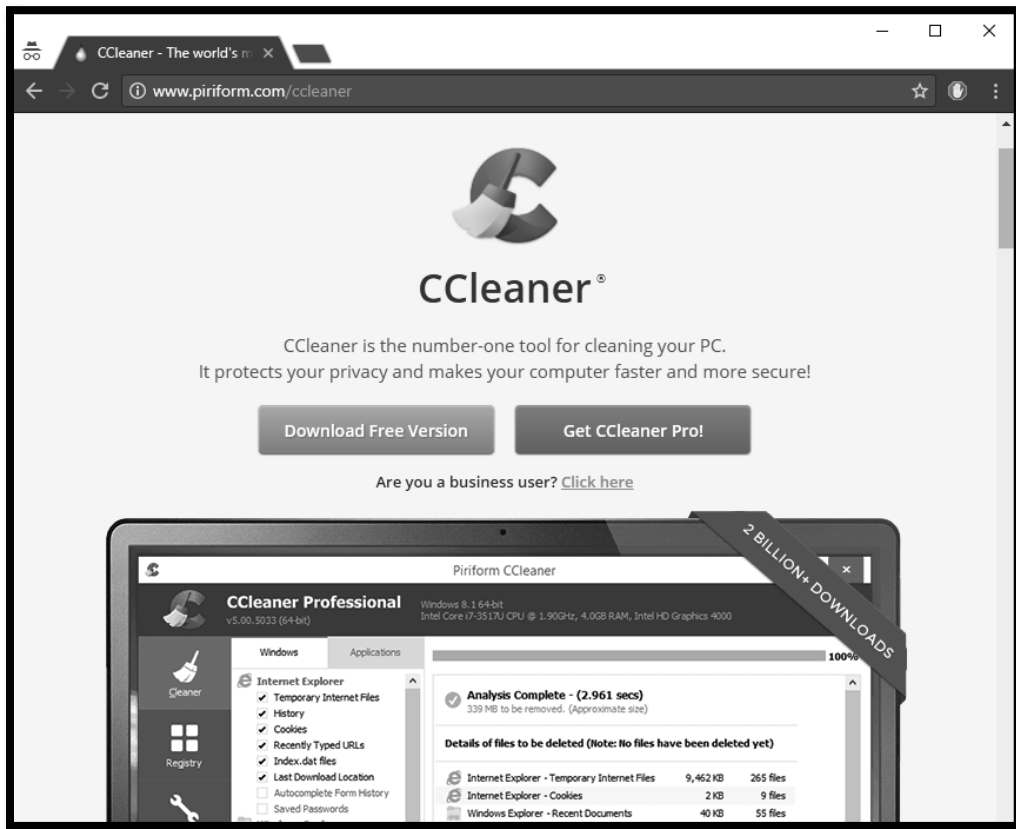 CCleaner - The world's m
www.piriform.com/ccleaner
CCleaner®
CCleaner is the number-one tool for cleaning your PC.
It protects your privacy and makes your computer faster and more secure!
Download Free Version
Get CCleaner Pro!
Are you a business user? Click here
2 BILLION+ DOWNLOADS
Piriform CCleaner
CCleaner Professional
v5.00.5033 (64-bit)
Windows 8.1 64-bit
Intel Core i7-3517U CPU @ 1.90GHz, 4.0GB RAM, Intel HD Graphics 4000
Cleaner
Registry
Windows
Applications
Internet Explorer
Temporary Internet Files
History
Cookies
Recently Typed URLs
Index.dat files
Last Download Location
Autocomplete Form History
Saved Passwords
100%
Analysis Complete - (2.961 secs)
339 MB to be removed. (Approximate size)
Details of files to be deleted (Note: No files have been deleted yet)
Internet Explorer - Temporary Internet Files 9,462 KB 265 files
Internet Explorer - Cookies 2 KB 9 files
Windows Explorer - Recent Documents 40 KB 55 files